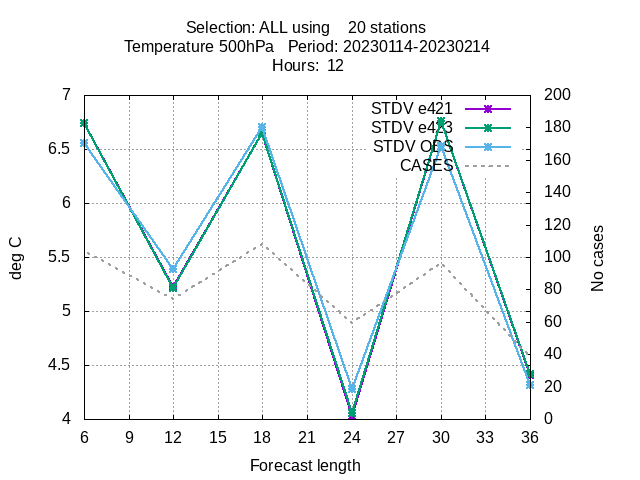 Selection: ALL using 20 stations
Temperature 500hPa Period: 20230114-20230214
Hours: 12
7
6.5
6
5.5
5
4.5
4
deg C
200
180
160
140
120
100
80
60
40
20
0
No cases
STDV e421
STDV
STDV
CASES
6 9 12 15 18 21 24 27 30 33 36
Forecast length